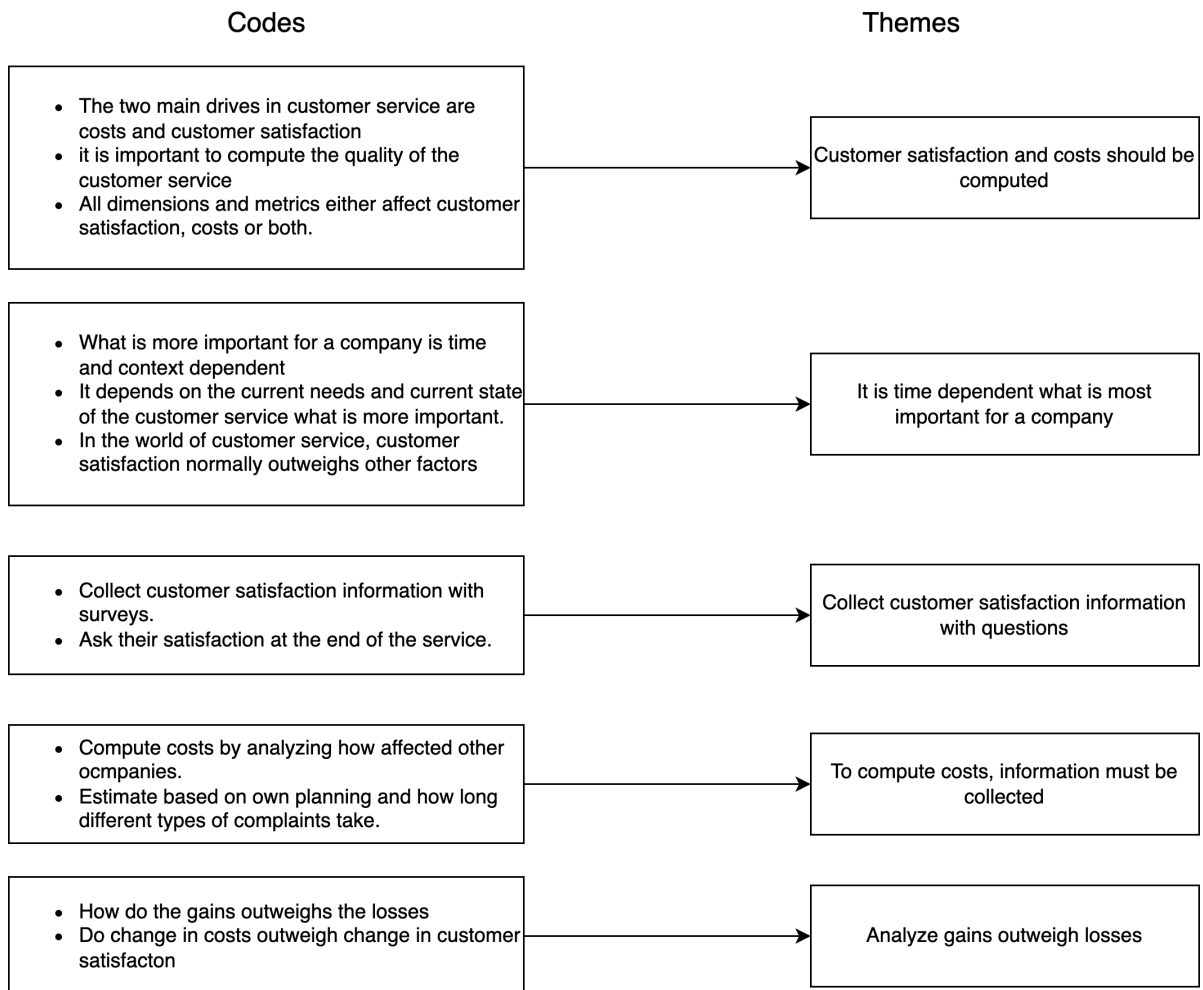 Codes
Themes
• The two main drives in customer service are
costs and customer satisfaction
• it is important to compute the quality of the
customer service
• All dimensions and metrics either affect customer
satisfaction, costs or both.
Customer satisfaction and costs should be
computed
• What is more important for a company is time
and context dependent
• It depends on the current needs and current state
of the customer service what is more important.
• In the world of customer service, customer
satisfaction normally outweighs other factors
It is time dependent what is most
important for a company
• Collect customer satisfaction information with
surveys.
• Ask their satisfaction at the end of the service.
Collect customer satisfaction information
with questions
• Compute costs by analyzing how affected other
ocmpanies.
• Estimate based on own planning and how long
different types of complaints take.
To compute costs, information must be
collected
• How do the gains outweighs the losses
• Do change in costs outweigh change in customer
satisfacton
Analyze gains outweigh losses